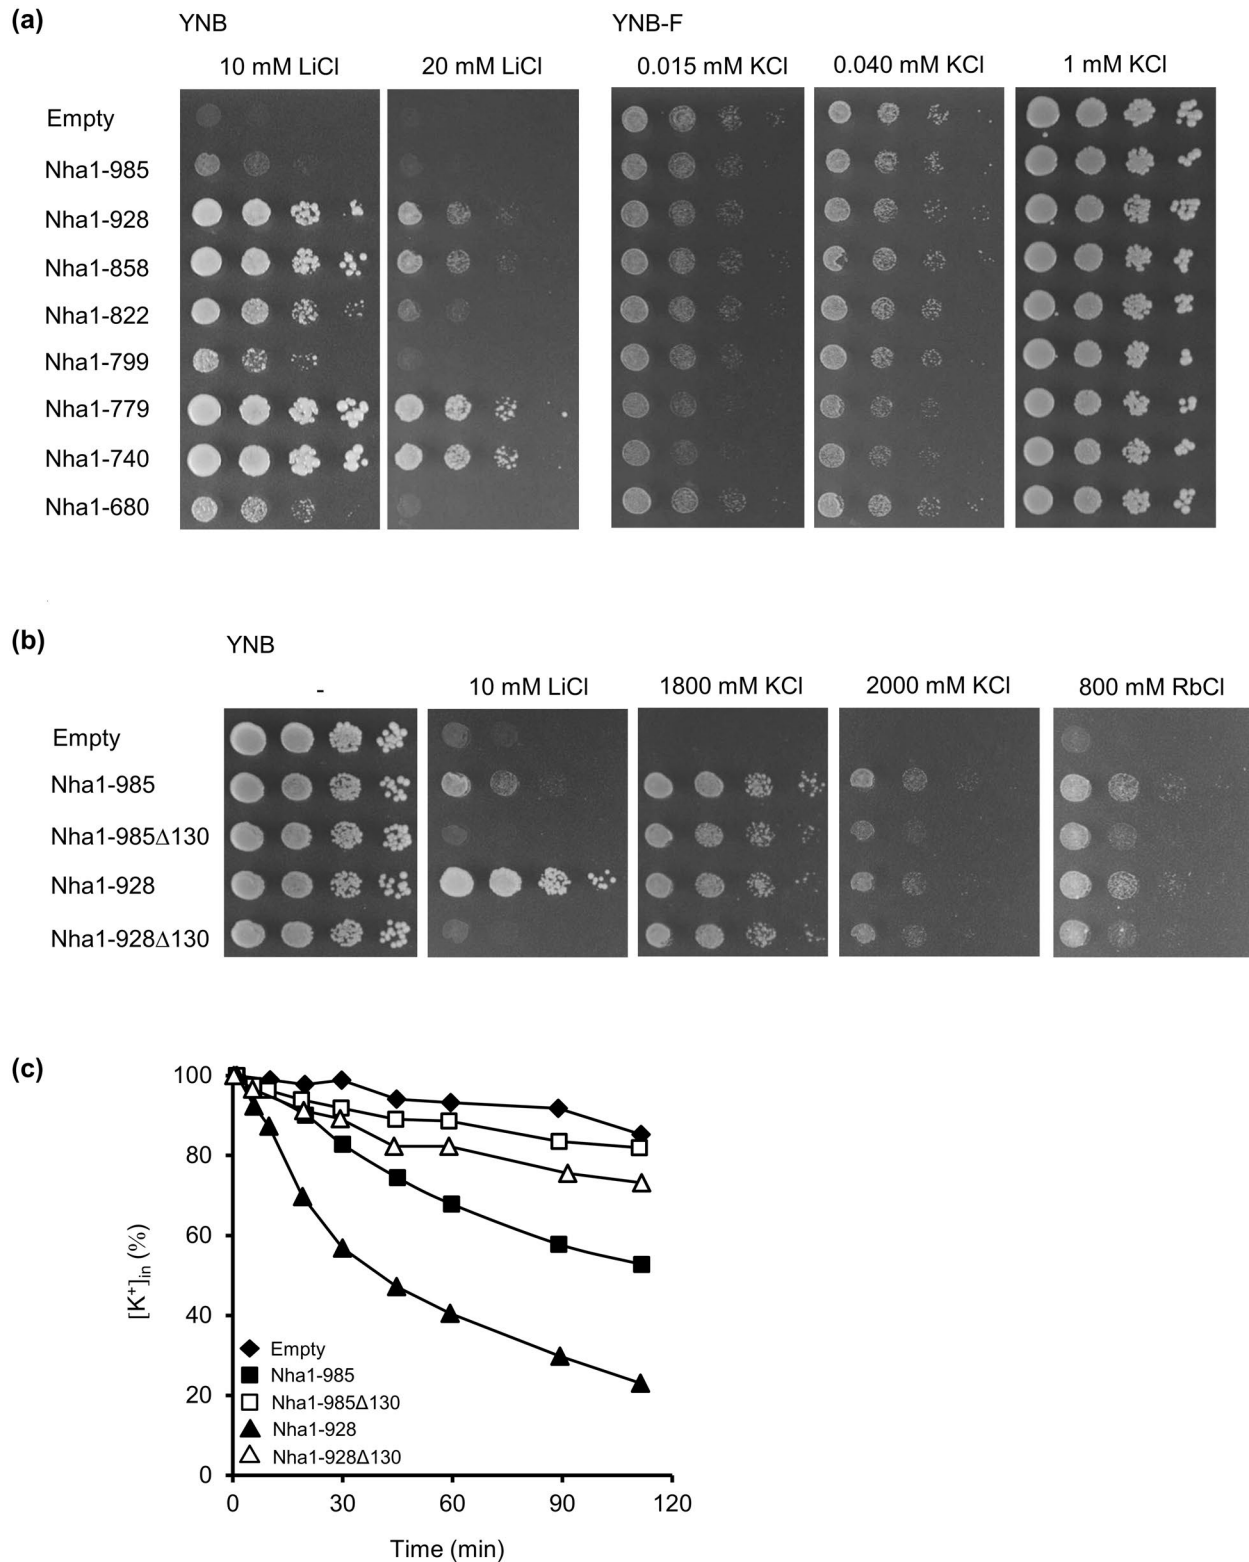 (a)
YNB
YNB-F
10 mM LiCl
20 mM LiCl
0.015 mM KCl
0.040 mM KCl
1 mM KCl
Empty
Nha1-985
Nha1-928
Nha1-858
Nha1-822
Nha1-799
Nha1-779
Nha1-740
Nha1-680
(b)
YNB
-
10 mM LiCl
1800 mM KCl
2000 mM KCl
800 mM RbCl
Empty
Nha1-985
Nha1-985Δ130
Nha1-928
Nha1-928Δ130
(c)
100
80
60
40
20
0
[K⁺]in (%)
Empty
Nha1-985
Nha1-985Δ130
Nha1-928
Nha1-928Δ130
0 30 60 90 120
Time (min)